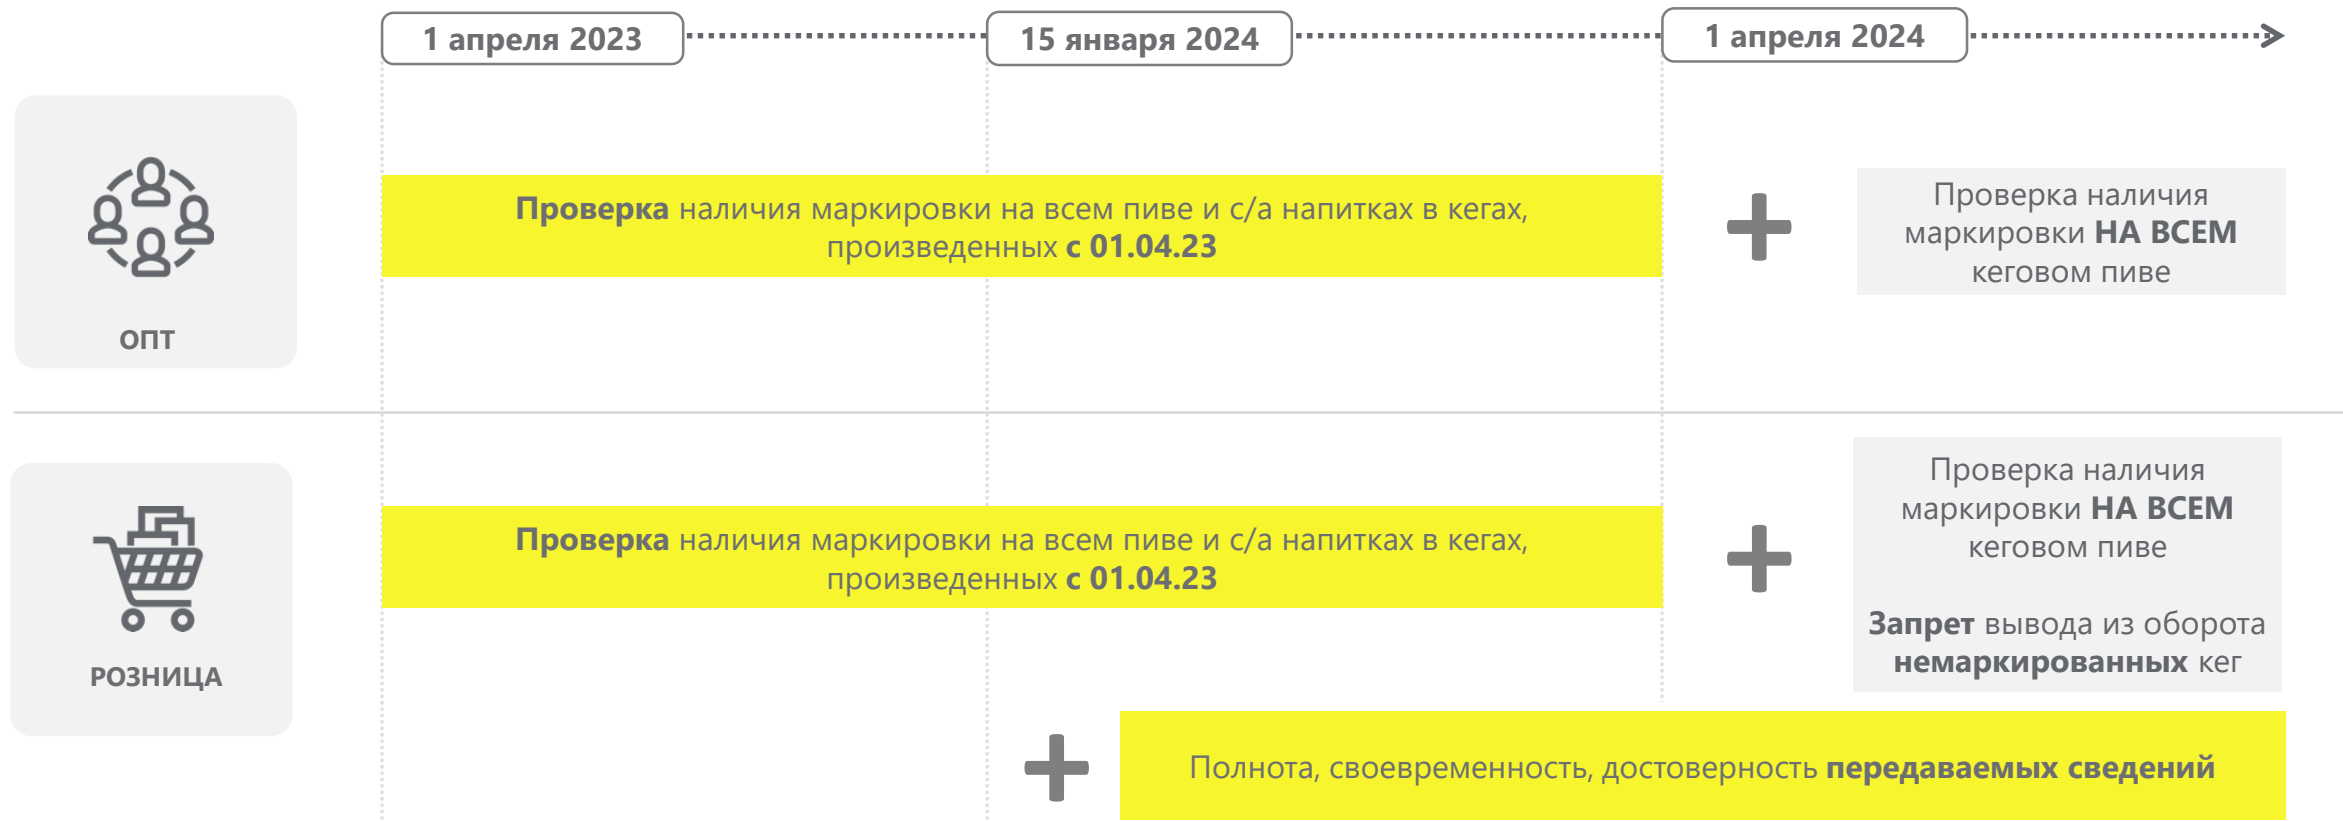 1 апреля 2023
15 января 2024
1 апреля 2024
ОПТ
Проверка наличия маркировки на всем пиве и с/а напитках в кегах,
произведенных с 01.04.23
Проверка наличия
маркировки НА ВСЕМ
кеговом пиве
РОЗНИЦА
Проверка наличия маркировки на всем пиве и с/а напитках в кегах,
произведенных с 01.04.23
Проверка наличия
маркировки НА ВСЕМ
кеговом пиве
Запрет вывода из оборота
немаркированных кег
Полнота, своевременность, достоверность передаваемых сведений